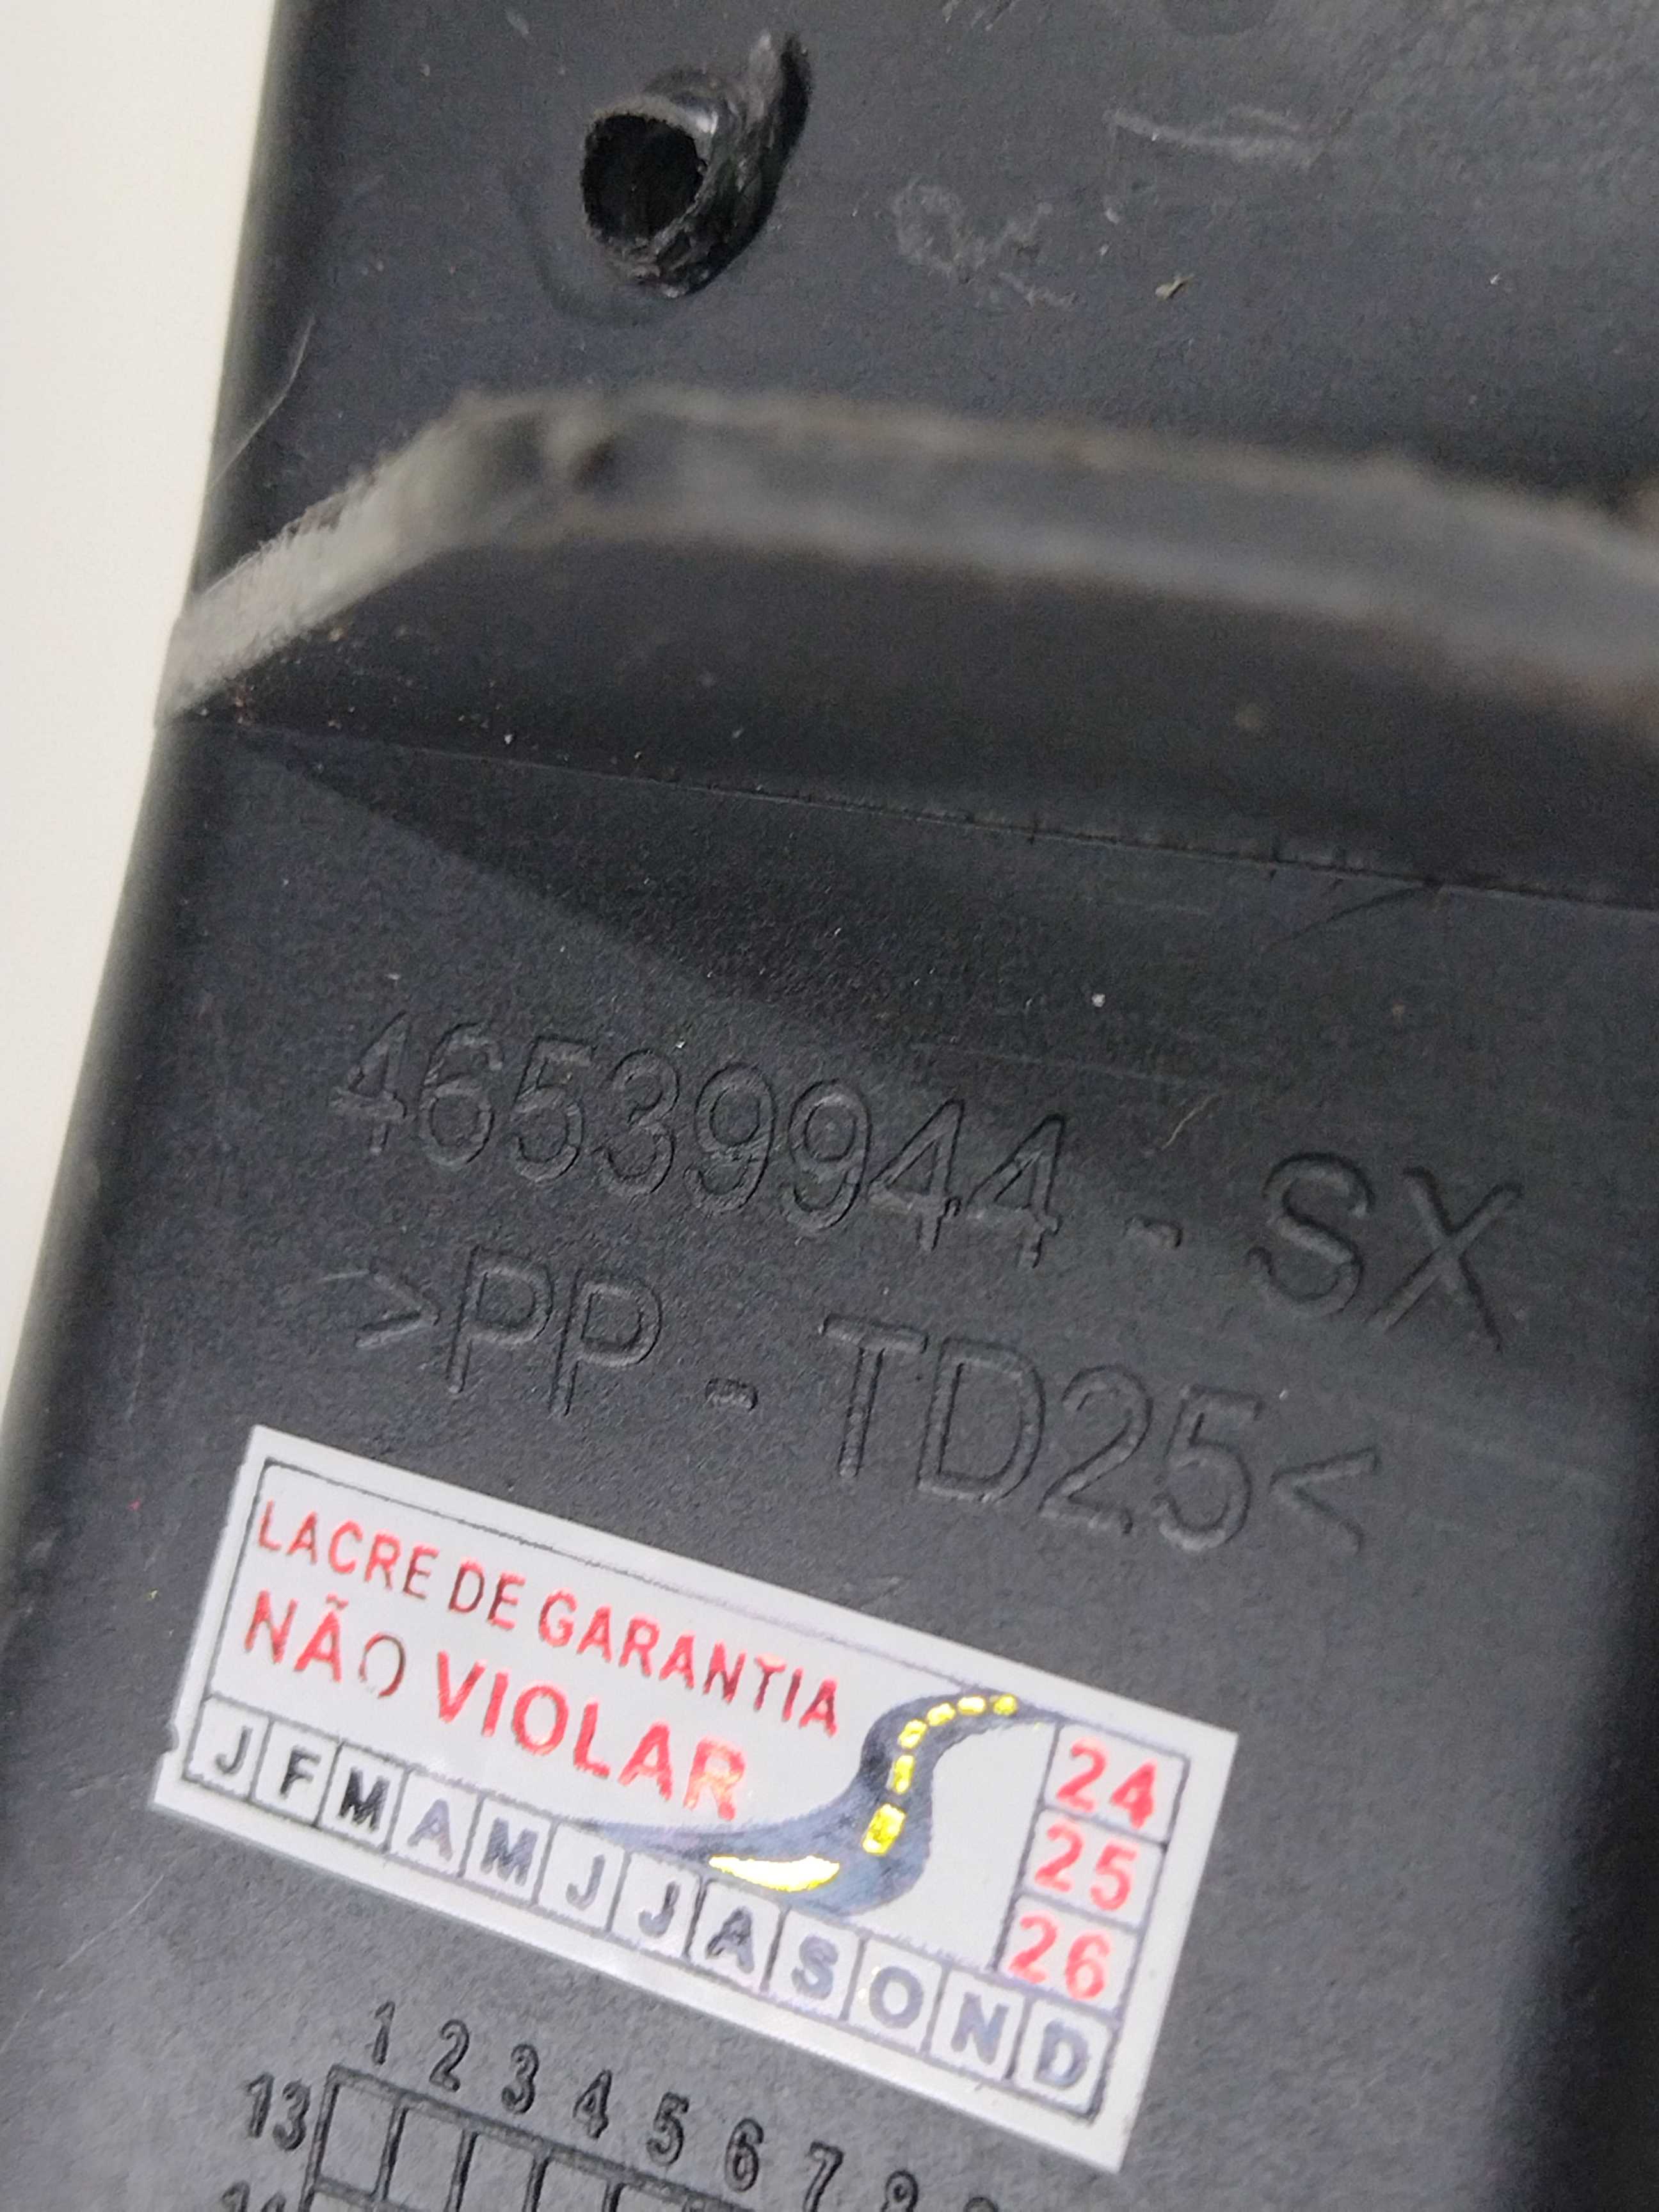 46539944 - SX
>PP - TD25<
LACRE DE GARANTIA
NÃO VIOLAR
24
25
26
J F M A M J J A S O N D
1 2 3 4 5 6 7 8
13